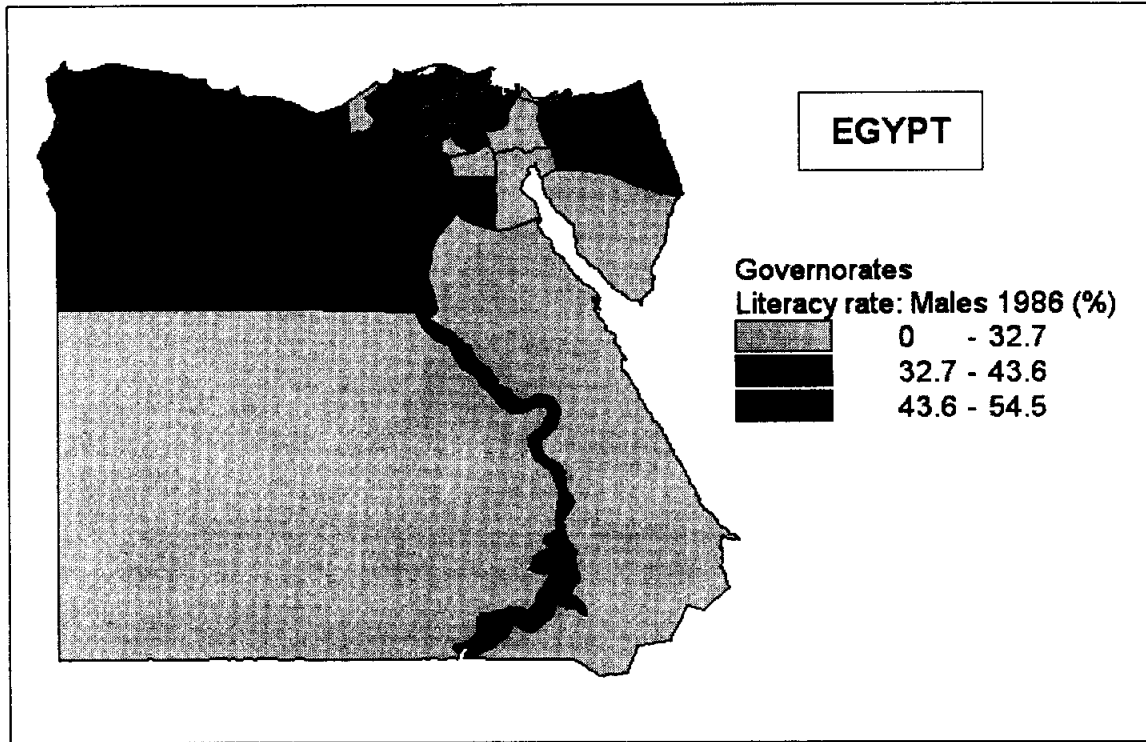 EGYPT
Governorates
Literacy rate: Males 1986 (%)
0 - 32.7
32.7 - 43.6
43.6 - 54.5